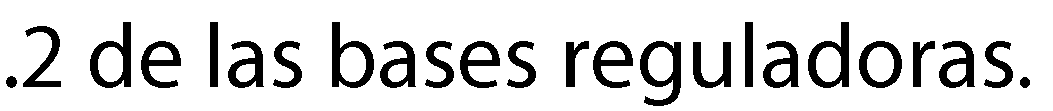 .2 de las bases reguladoras.